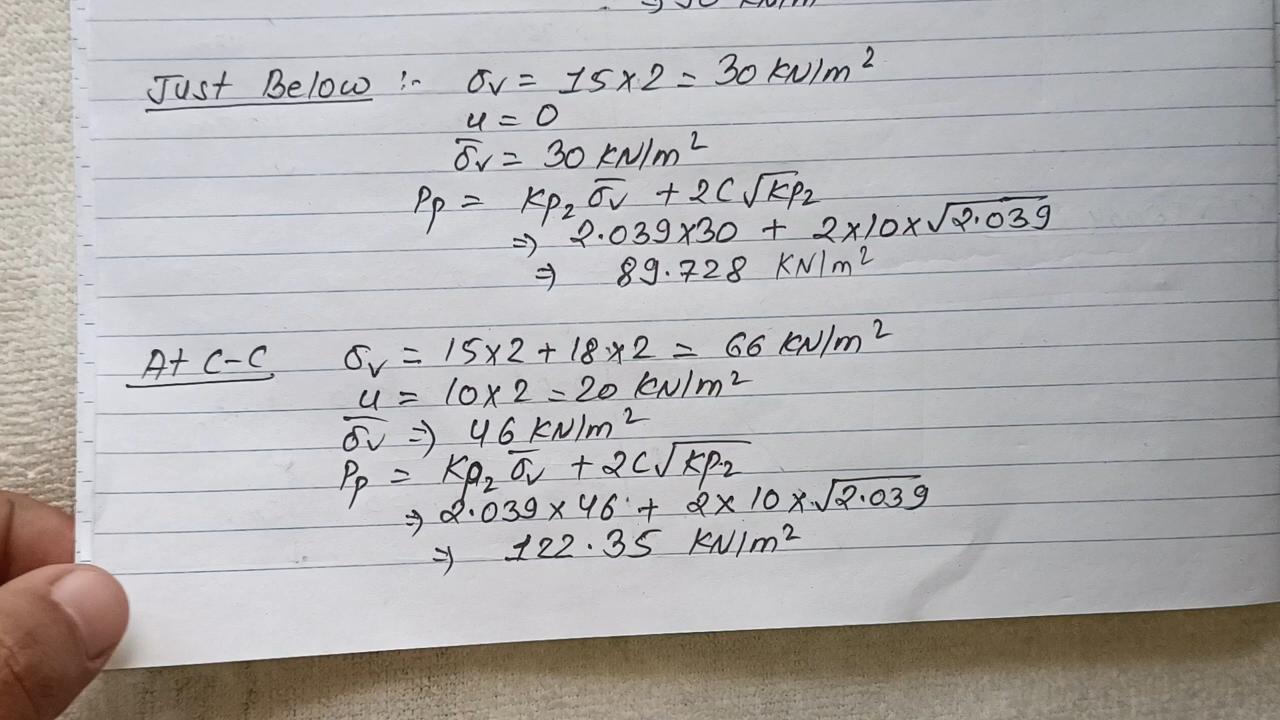 Just Below :- σv = 15×2 = 30 KN/m²
u = 0
σ̅v = 30 KN/m²
Pp = Kp₂ σ̅v + 2C√Kp₂
⇒ 2.039×30 + 2×10×√2.039
⇒ 89.728 KN/m²
At C-C σv = 15×2 + 18×2 = 66 KN/m²
u = 10×2 = 20 KN/m²
σ̅v ⇒ 46 KN/m²
Pp = Kp₂ σ̅v + 2C√Kp₂
⇒ 2.039×46 + 2×10×√2.039
⇒ 122.35 KN/m²